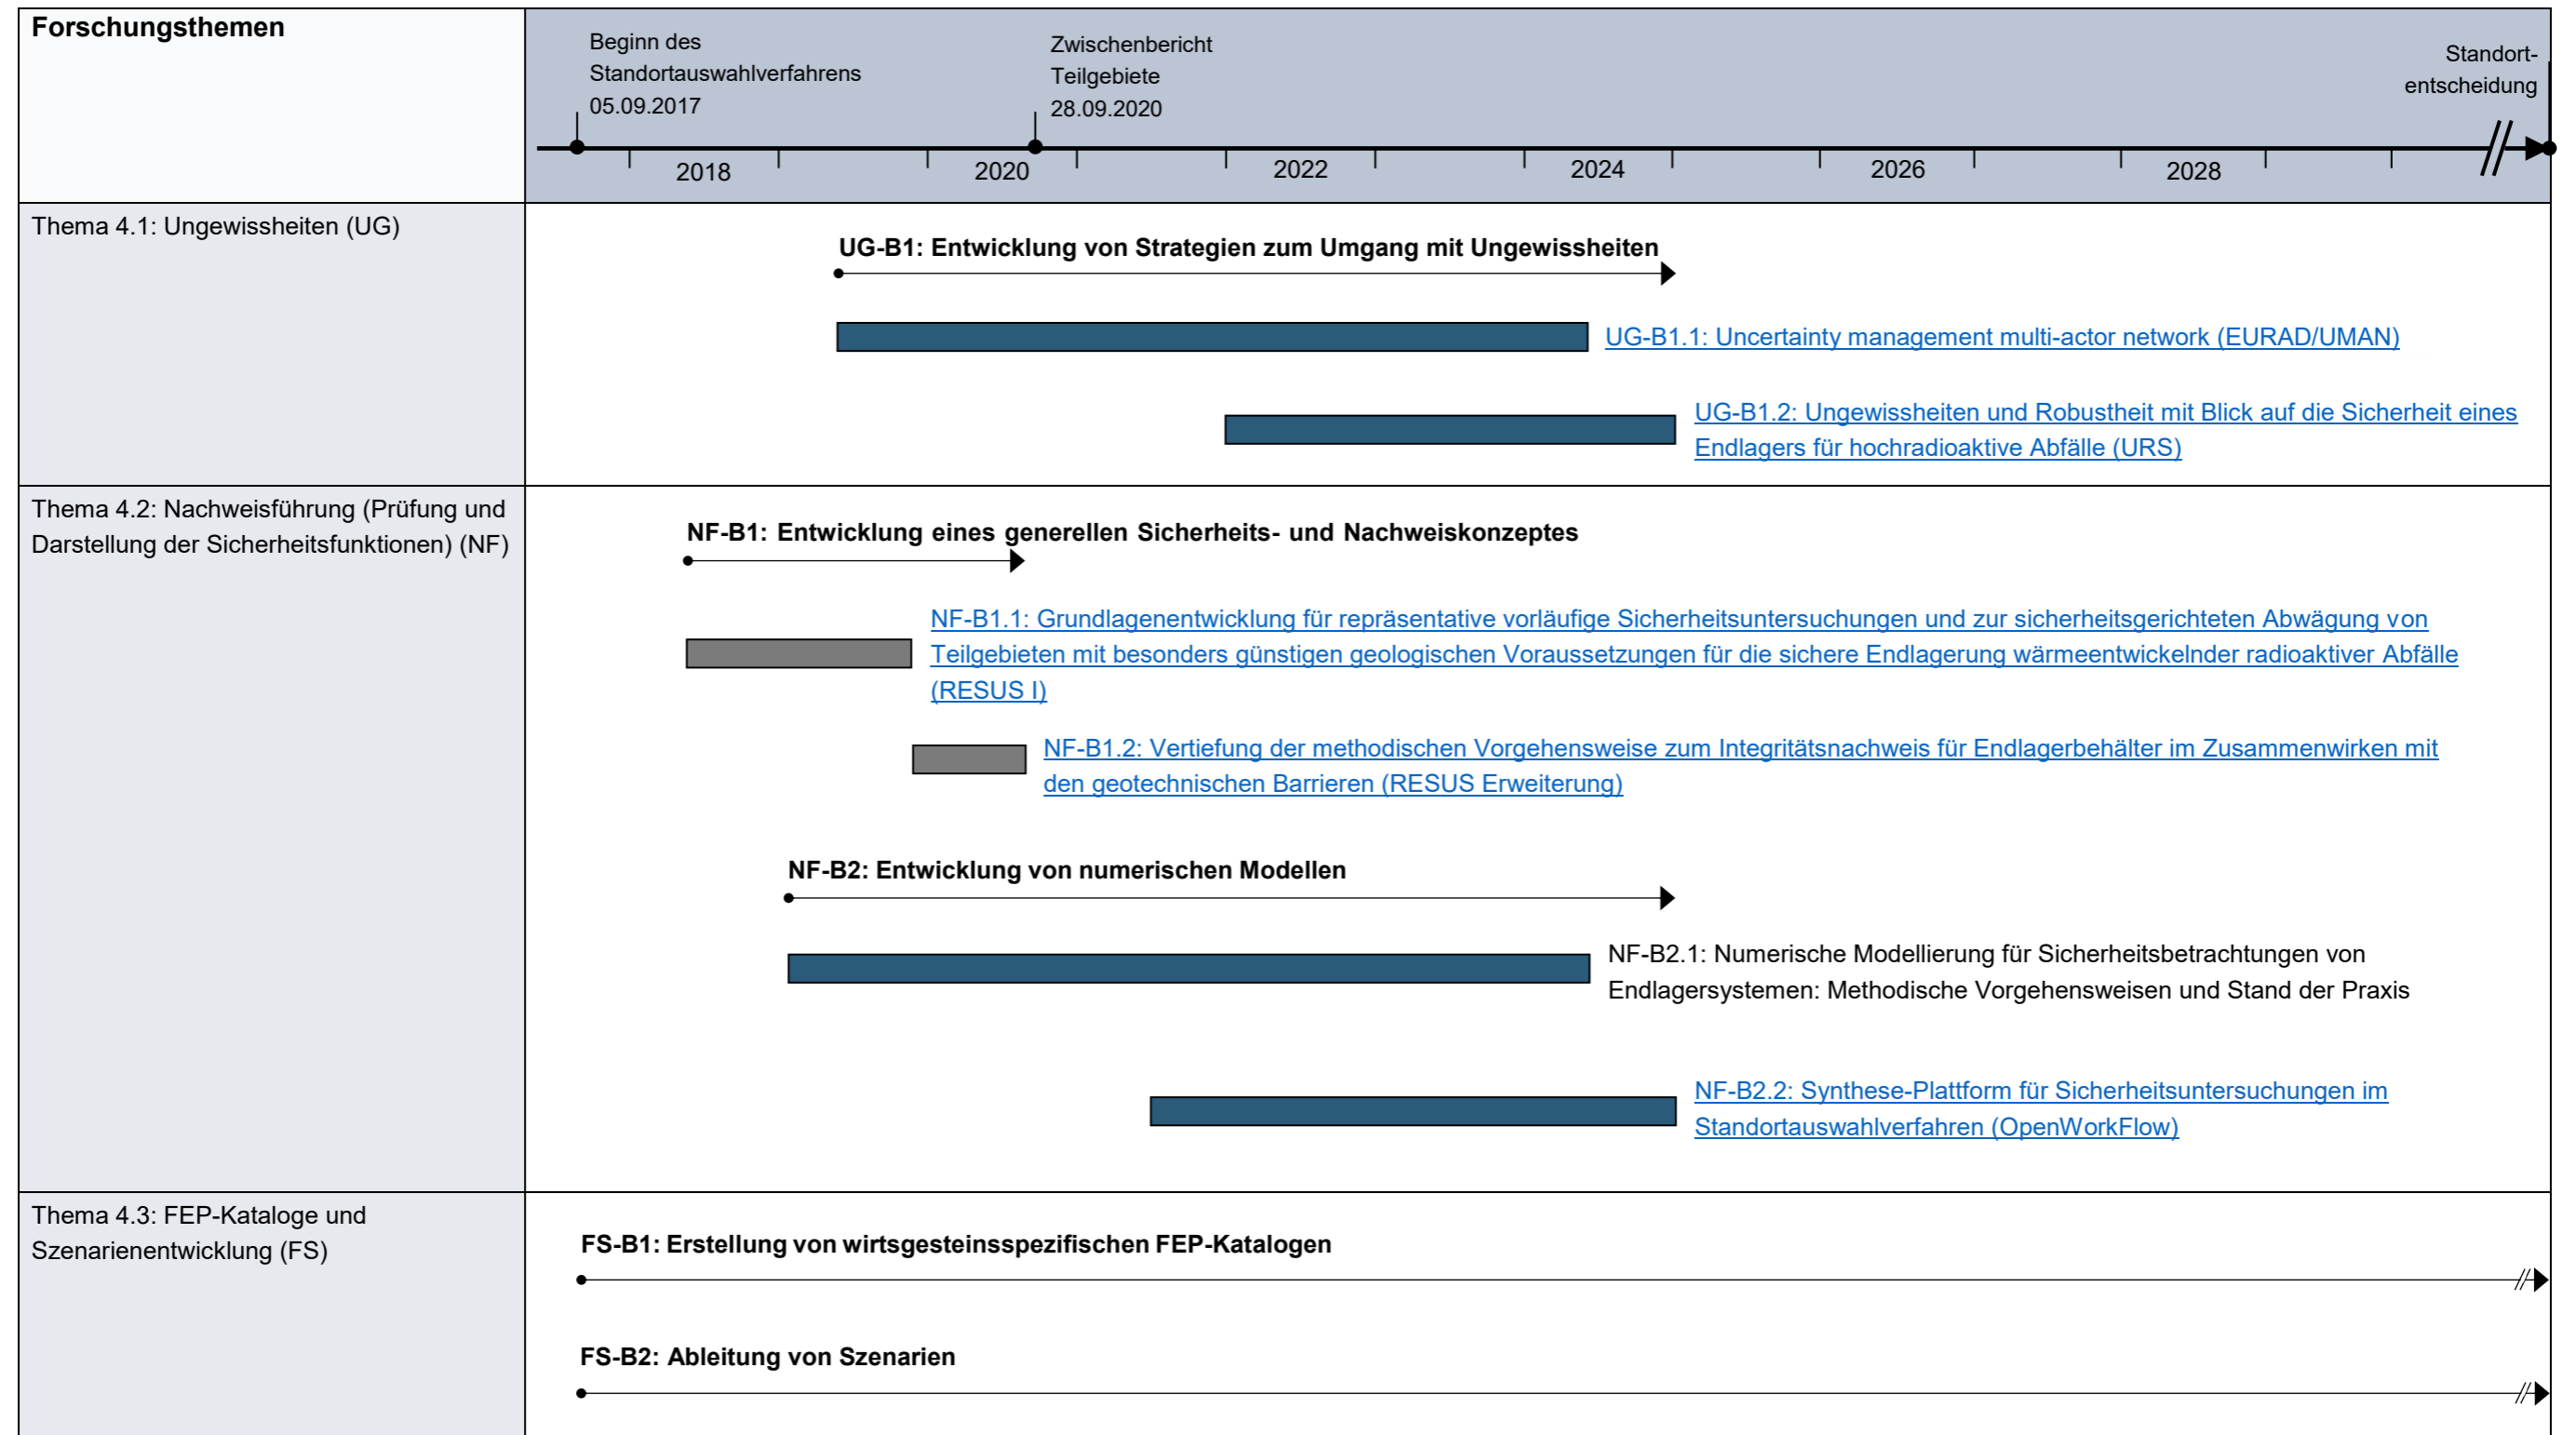 Forschungsthemen
Beginn des
Standortauswahlverfahrens
05.09.2017
Zwischenbericht
Teilgebiete
28.09.2020
Standort-
entscheidung
2018
2020
2022
2024
2026
2028
Thema 4.1: Ungewissheiten (UG)
UG-B1: Entwicklung von Strategien zum Umgang mit Ungewissheiten
UG-B1.1: Uncertainty management multi-actor network (EURAD/UMAN)
UG-B1.2: Ungewissheiten und Robustheit mit Blick auf die Sicherheit eines
Endlagers für hochradioaktive Abfälle (URS)
Thema 4.2: Nachweisführung (Prüfung und
Darstellung der Sicherheitsfunktionen) (NF)
NF-B1: Entwicklung eines generellen Sicherheits- und Nachweiskonzeptes
NF-B1.1: Grundlagenentwicklung für repräsentative vorläufige Sicherheitsuntersuchungen und zur sicherheitsgerichteten Abwägung von
Teilgebieten mit besonders günstigen geologischen Voraussetzungen für die sichere Endlagerung wärmeentwickelnder radioaktiver Abfälle
(RESUS I)
NF-B1.2: Vertiefung der methodischen Vorgehensweise zum Integritätsnachweis für Endlagerbehälter im Zusammenwirken mit
den geotechnischen Barrieren (RESUS Erweiterung)
NF-B2: Entwicklung von numerischen Modellen
NF-B2.1: Numerische Modellierung für Sicherheitsbetrachtungen von
Endlagersystemen: Methodische Vorgehensweisen und Stand der Praxis
NF-B2.2: Synthese-Plattform für Sicherheitsuntersuchungen im
Standortauswahlverfahren (OpenWorkFlow)
Thema 4.3: FEP-Kataloge und
Szenarienentwicklung (FS)
FS-B1: Erstellung von wirtsgesteinsspezifischen FEP-Katalogen
FS-B2: Ableitung von Szenarien